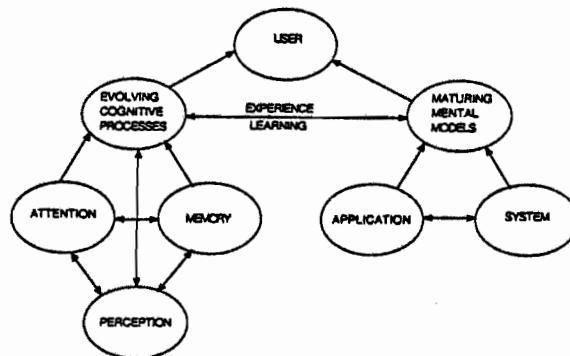 USER
EVOLVING
COGNITIVE
PROCESSES
EXPERIENCE
LEARNING
MATURING
MENTAL
MODELS
ATTENTION
MEMORY
APPLICATION
SYSTEM
PERCEPTION